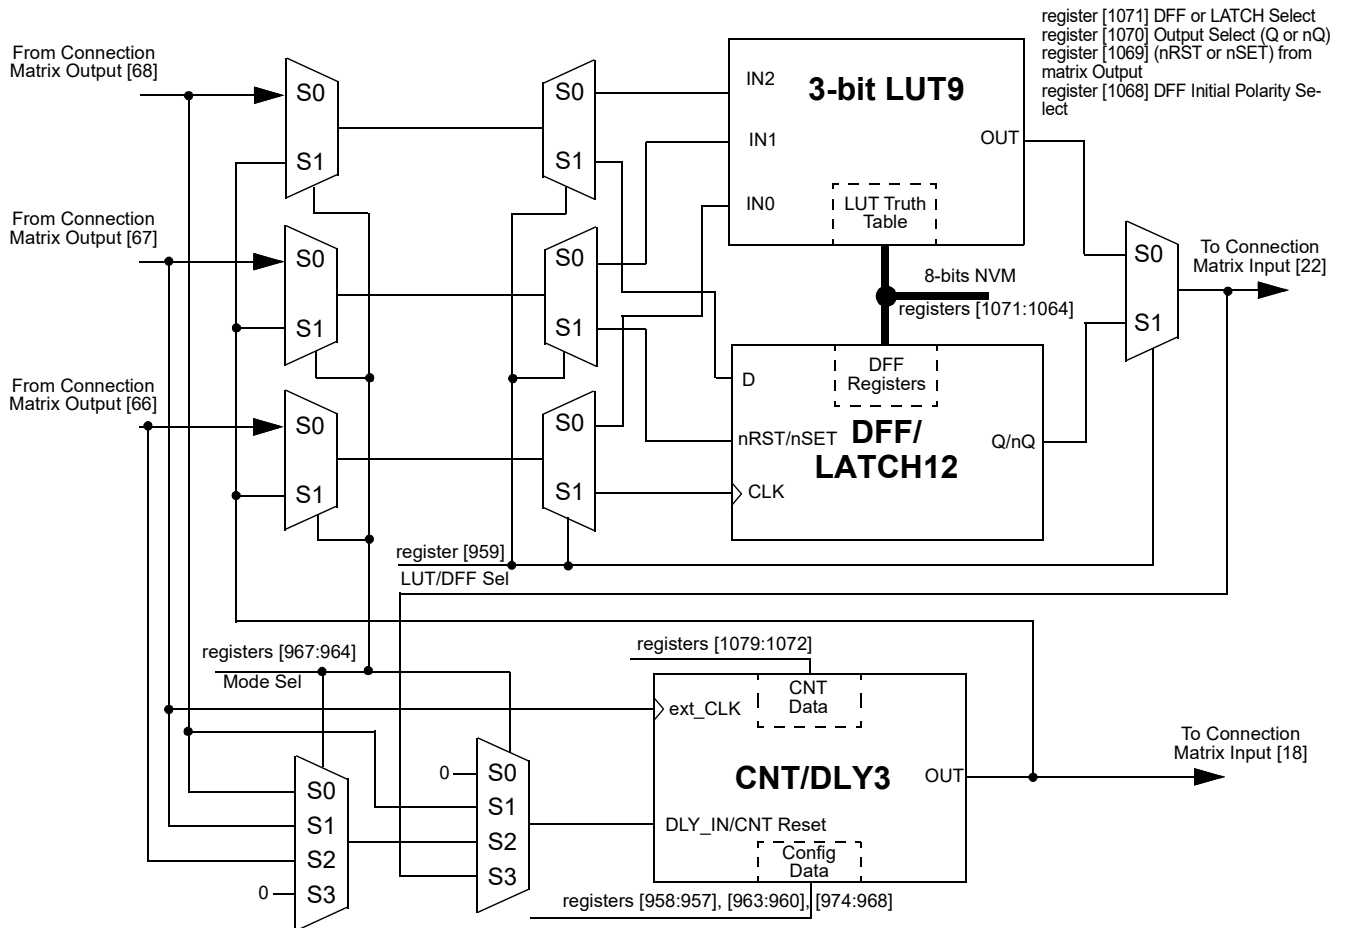 register [1071] DFF or LATCH Select
register [1070] Output Select (Q or nQ)
register [1069] (nRST or nSET) from
matrix Output
register [1068] DFF Initial Polarity Se-
lect
From Connection
Matrix Output [68]
S0
S1
S0
S1
IN2
IN1
IN0
3-bit LUT9
OUT
LUT Truth
Table
From Connection
Matrix Output [67]
S0
S1
S0
S1
8-bits NVM
registers [1071:1064]
S0
S1
To Connection
Matrix Input [22]
From Connection
Matrix Output [66]
S0
S1
S0
S1
D
nRST/nSET
CLK
DFF
Registers
DFF/
LATCH12
Q/nQ
register [959]
LUT/DFF Sel
registers [967:964]
Mode Sel
registers [1079:1072]
ext_CLK
CNT
Data
CNT/DLY3
OUT
To Connection
Matrix Input [18]
0
S0
S1
S2
S3
S0
S1
S2
S3
0
DLY_IN/CNT Reset
Config
Data
registers [958:957], [963:960], [974:968]